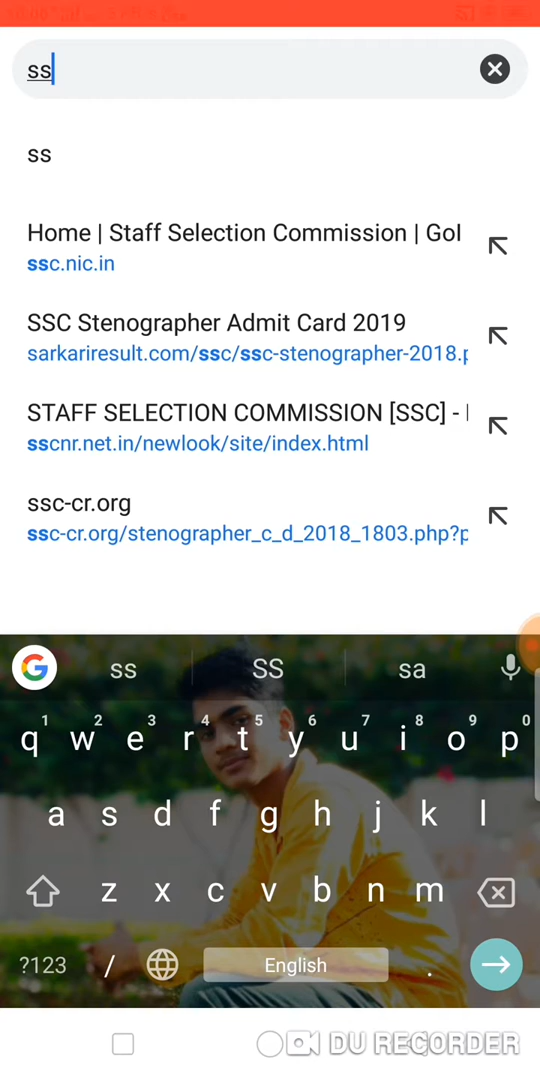 ss
ss
Home | Staff Selection Commission | GoI
ssc.nic.in
SSC Stenographer Admit Card 2019
sarkariresult.com/ssc/ssc-stenographer-2018.p
STAFF SELECTION COMMISSION [SSC] -
sscnr.net.in/newlook/site/index.html
ssc-cr.org
ssc-cr.org/stenographer_c_d_2018_1803.php?p
ss SS sa
1 2 3 4 5 6 7 8 9 0
q w e r t y u i o p
a s d f g h j k l
z x c v b n m
?123 / English .
DU RECORDER